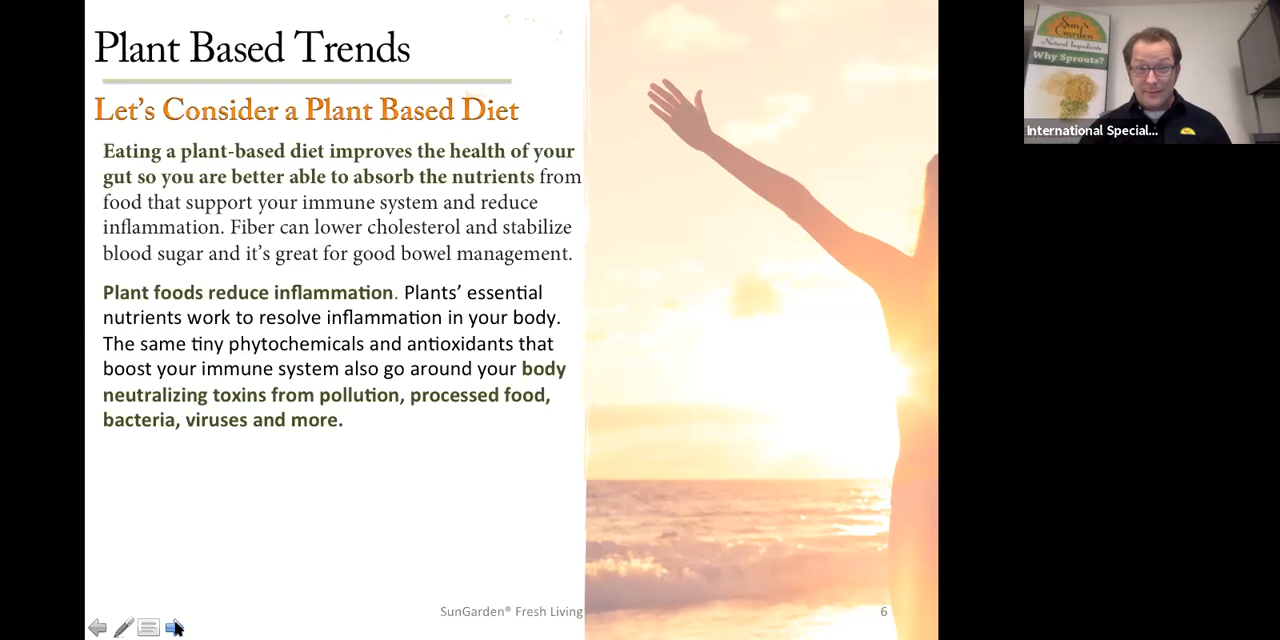 Plant Based Trends
Let's Consider a Plant Based Diet
Eating a plant-based diet improves the health of your
gut so you are better able to absorb the nutrients from
food that support your immune system and reduce
inflammation. Fiber can lower cholesterol and stabilize
blood sugar and it's great for good bowel management.
Plant foods reduce inflammation. Plants' essential
nutrients work to resolve inflammation in your body.
The same tiny phytochemicals and antioxidants that
boost your immune system also go around your body
neutralizing toxins from pollution, processed food,
bacteria, viruses and more.
SunGarden® Fresh Living
6
Sun
Garden
Natural Ingredients
Why Sprouts?
International Special...